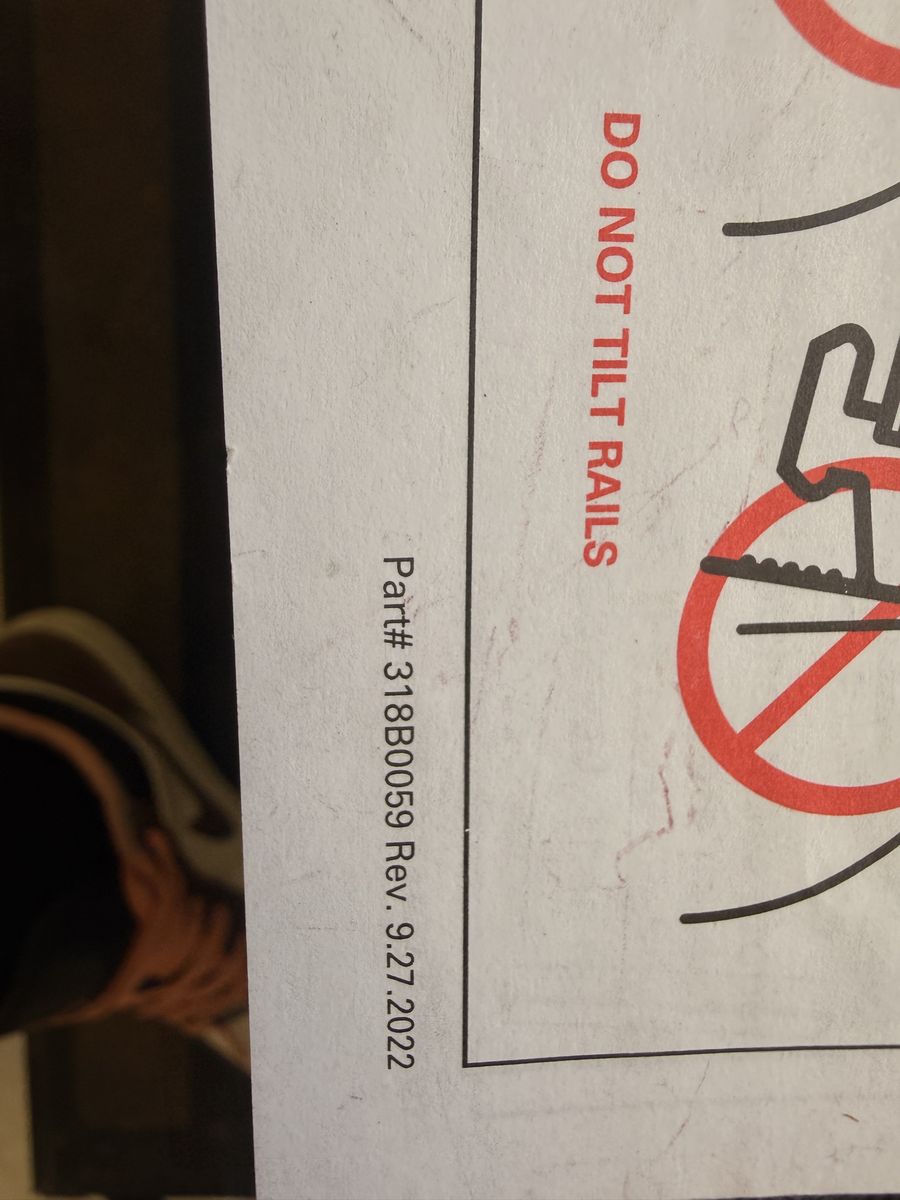 DO NOT TILT RAILS
Part# 318B0059 Rev. 9.27.2022